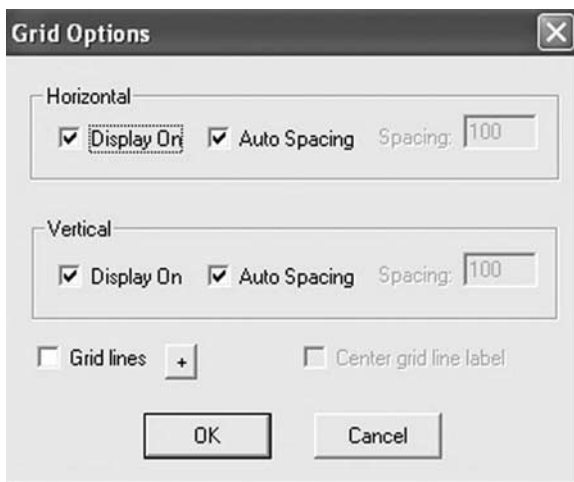 Grid Options
Horizontal
Display On Auto Spacing Spacing: 100
Vertical
Display On Auto Spacing Spacing: 100
Grid lines + Center grid line label
OK Cancel